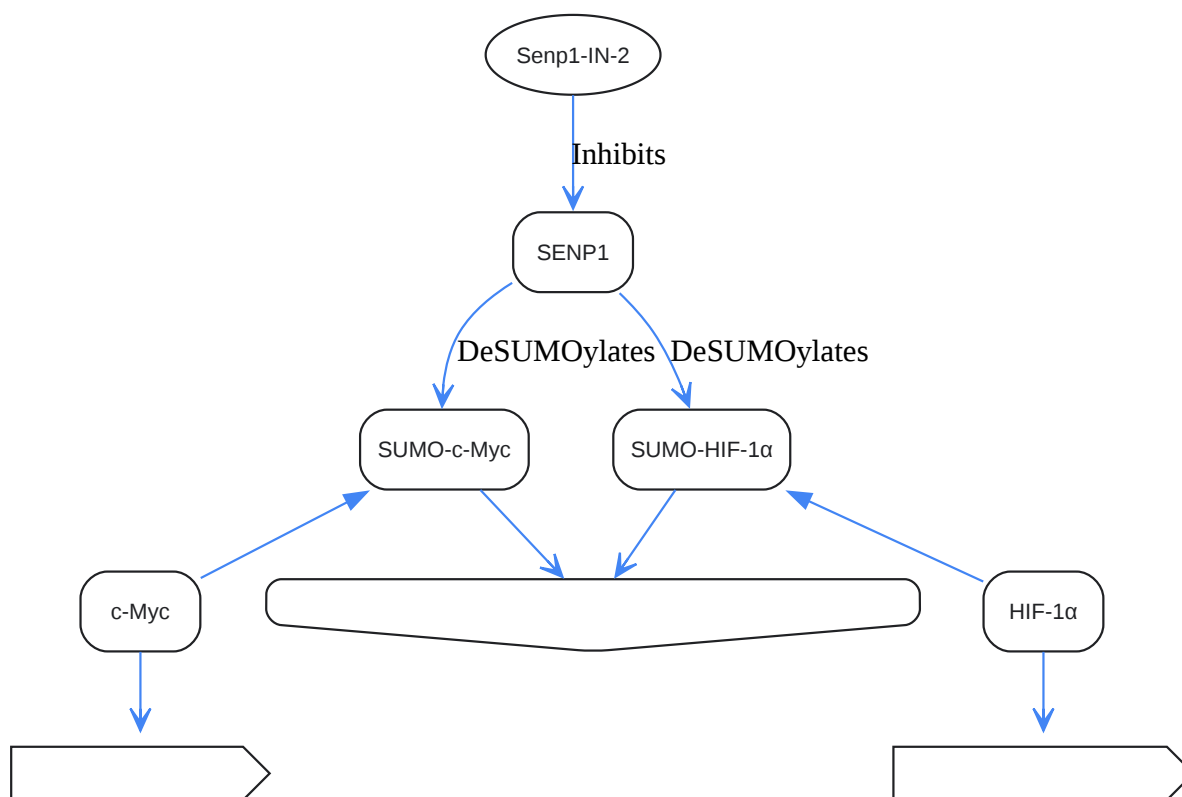 Senp1-IN-2
Inhibits
SENP1
DeSUMOylates
DeSUMOylates
SUMO-c-Myc
SUMO-HIF-1α
c-Myc
HIF-1α